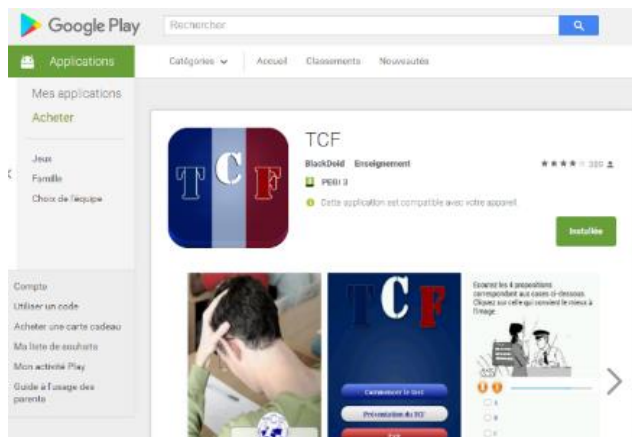 Google Play
Rechercher
Applications
Catégories
Accueil
Classements
Nouveautés
Mes applications
Acheter
Jeux
Famille
Choix de l'équipe
TCF
TCF
BlackDoid Enseignement
PEGI 3
Cette application est compatible avec votre appareil.
Installée
Compte
Utiliser un code
Acheter une carte cadeau
Ma liste de souhaits
Mon activité Play
Guide à l'usage des
parents
TCF
Commencer le test
Présentation du TCF
Ecoutez les 4 propositions
correspondant aux cases ci-dessous.
Cliquez sur celle qui convient le mieux à
l'image.
A
B
C